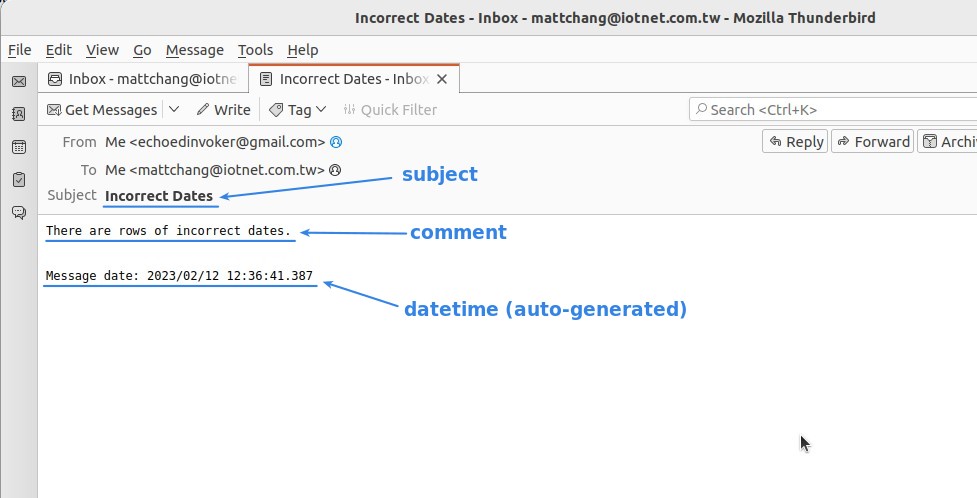 Incorrect Dates - Inbox - mattchang@iotnet.com.tw - Mozilla Thunderbird
File Edit View Go Message Tools Help
Inbox - mattchang@iotne Incorrect Dates - Inbox
Get Messages Write Tag Quick Filter Search <Ctrl+K>
From Me <echoedinvoker@gmail.com> Reply Forward Archi
To Me <mattchang@iotnet.com.tw>
subject
Subject Incorrect Dates
There are rows of incorrect dates.
comment
Message date: 2023/02/12 12:36:41.387
datetime (auto-generated)